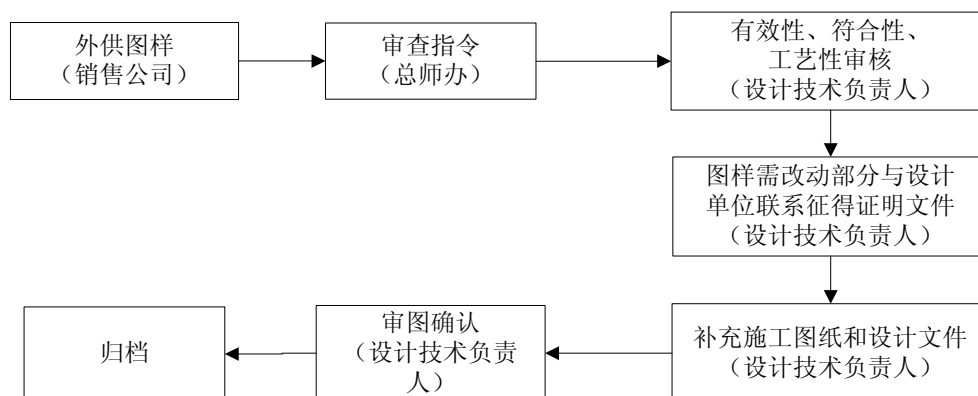 外供图样
（销售公司）
审查指令
（总师办）
有效性、符合性、
工艺性审核
（设计技术负责人）
图样需改动部分与设计
单位联系征得证明文件
（设计技术负责人）
补充施工图纸和设计文件
（设计技术负责人）
审图确认
（设计技术负责
人）
归档